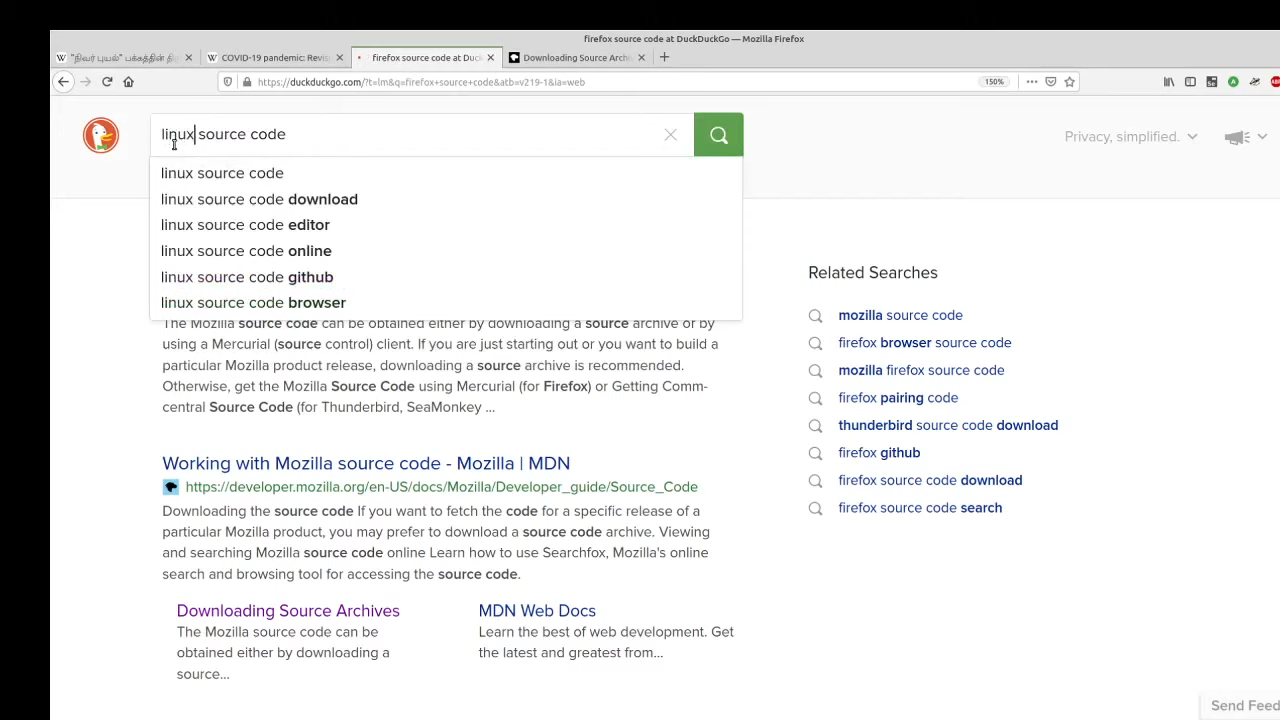 firefox source code at DuckDuckGo — Mozilla Firefox
"நிவர் புயல்" பக்கத்தின் தி
COVID-19 pandemic: Revis
firefox source code at Duck
Downloading Source Archi
https://duckduckgo.com/?t=lm&q=firefox+source+code&atb=v219-1&ia=web
150%
linux source code
Privacy, simplified.
linux source code
linux source code download
linux source code editor
linux source code online
linux source code github
linux source code browser
The Mozilla source code can be obtained either by downloading a source archive or by
using a Mercurial (source control) client. If you are just starting out or you want to build a
particular Mozilla product release, downloading a source archive is recommended.
Otherwise, get the Mozilla Source Code using Mercurial (for Firefox) or Getting Comm-
central Source Code (for Thunderbird, SeaMonkey ...
Working with Mozilla source code - Mozilla | MDN
https://developer.mozilla.org/en-US/docs/Mozilla/Developer_guide/Source_Code
Downloading the source code If you want to fetch the code for a specific release of a
particular Mozilla product, you may prefer to download a source code archive. Viewing
and searching Mozilla source code online Learn how to use Searchfox, Mozilla's online
search and browsing tool for accessing the source code.
Downloading Source Archives
The Mozilla source code can be
obtained either by downloading a
source...
MDN Web Docs
Learn the best of web development. Get
the latest and greatest from...
Related Searches
mozilla source code
firefox browser source code
mozilla firefox source code
firefox pairing code
thunderbird source code download
firefox github
firefox source code download
firefox source code search
Send Feed